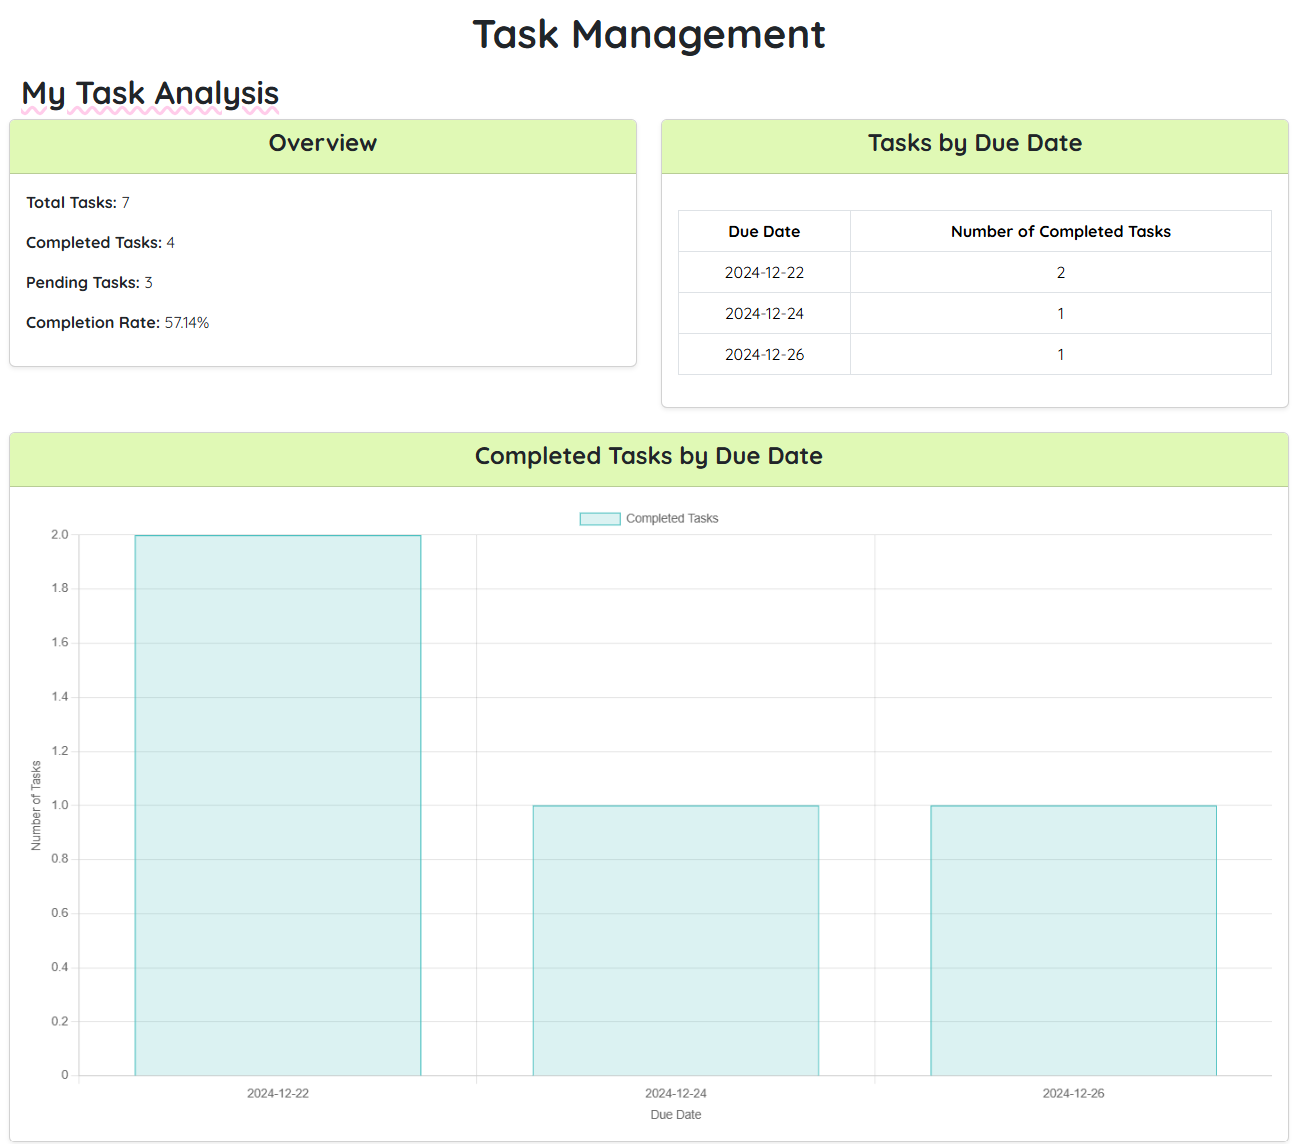 Task Management
My Task Analysis
Overview
Total Tasks: 7
Completed Tasks: 4
Pending Tasks: 3
Completion Rate: 57.14%
Tasks by Due Date
Due Date Number of Completed Tasks
2024-12-22 2
2024-12-24 1
2024-12-26 1
Completed Tasks by Due Date
Completed Tasks
Number of Tasks
2.0
1.8
1.6
1.4
1.2
1.0
0.8
0.6
0.4
0.2
0
2024-12-22 2024-12-24 2024-12-26
Due Date